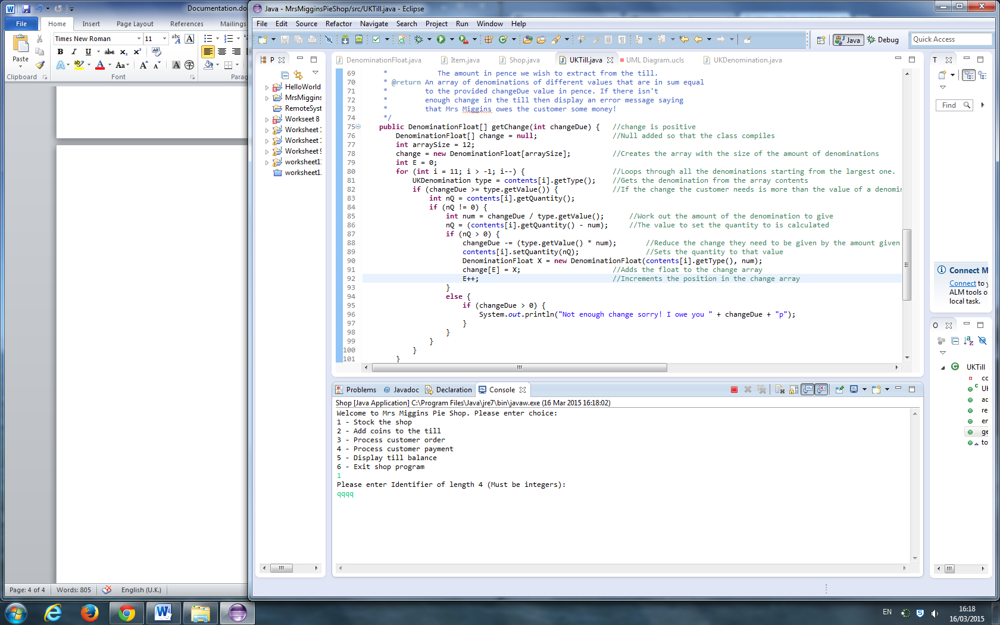 Documentation.do
File
Home
Insert
Page Layout
References
Mailings
Paste
Times New Roman
11
Clipboard
Font
Parag
Page: 4 of 4
Words: 805
English (U.K.)
Java - MrsMigginsPieShop/src/UKTill.java - Eclipse
File Edit Source Refactor Navigate Search Project Run Window Help
Java
Debug
Quick Access
P
HelloWorld
MrsMiggins
RemoteSyst
Workseet 8
Worksheet 1
Worksheet 1
Worksheet 9
worksheet1
worksheet1.
DenominationFloat.java
Item.java
Shop.java
UKTill.java
UML Diagram.ucls
UKDenomination.java
69 * The amount in pence we wish to extract from the till.
70 * @return An array of denominations of different values that are in sum equal
71 * to the provided changeDue value in pence. If there isn't
72 * enough change in the till then display an error message saying
73 * that Mrs Miggins owes the customer some money!
74 */
75 public DenominationFloat[] getChange(int changeDue) { //change is positive
76 DenominationFloat[] change = null; //Null added so that the class compiles
77 int arraySize = 12;
78 change = new DenominationFloat[arraySize]; //Creates the array with the size of the amount of denominations
79 int E = 0;
80 for (int i = 11; i > -1; i--) { //Loops through all the denominations starting from the largest one.
81 UKDenomination type = contents[i].getType(); //Gets the denomination from the array contents
82 if (changeDue >= type.getValue()) { //If the change the customer needs is more than the value of a denomin
83 int nQ = contents[i].getQuantity();
84 if (nQ != 0) {
85 int num = changeDue / type.getValue(); //Work out the amount of the denomination to give
86 nQ = (contents[i].getQuantity() - num); //The value to set the quantity to is calculated
87 if (nQ > 0) {
88 changeDue -= (type.getValue() * num); //Reduce the change they need to be given by the amount given
89 contents[i].setQuantity(nQ); //Sets the quantity to that value
90 DenominationFloat X = new DenominationFloat(contents[i].getType(), num);
91 change[E] = X; //Adds the float to the change array
92 E++; //Increments the position in the change array
93 }
94 else {
95 if (changeDue > 0) {
96 System.out.println("Not enough change sorry! I owe you " + changeDue + "p");
97 }
98 }
99 }
100 }
101 }
Problems
@ Javadoc
Declaration
Console
Shop [Java Application] C:\Program Files\Java\jre7\bin\javaw.exe (16 Mar 2015 16:18:02)
Welcome to Mrs Miggins Pie Shop. Please enter choice:
1 - Stock the shop
2 - Add coins to the till
3 - Process customer order
4 - Process customer payment
5 - Display till balance
6 - Exit shop program
1
Please enter Identifier of length 4 (Must be integers):
qqqq
T
Find
Connect M
Connect to y
ALM tools o
local task.
O
UKTill
co
UK
ac
re
er
ge
to
EN
16:18
16/03/2015